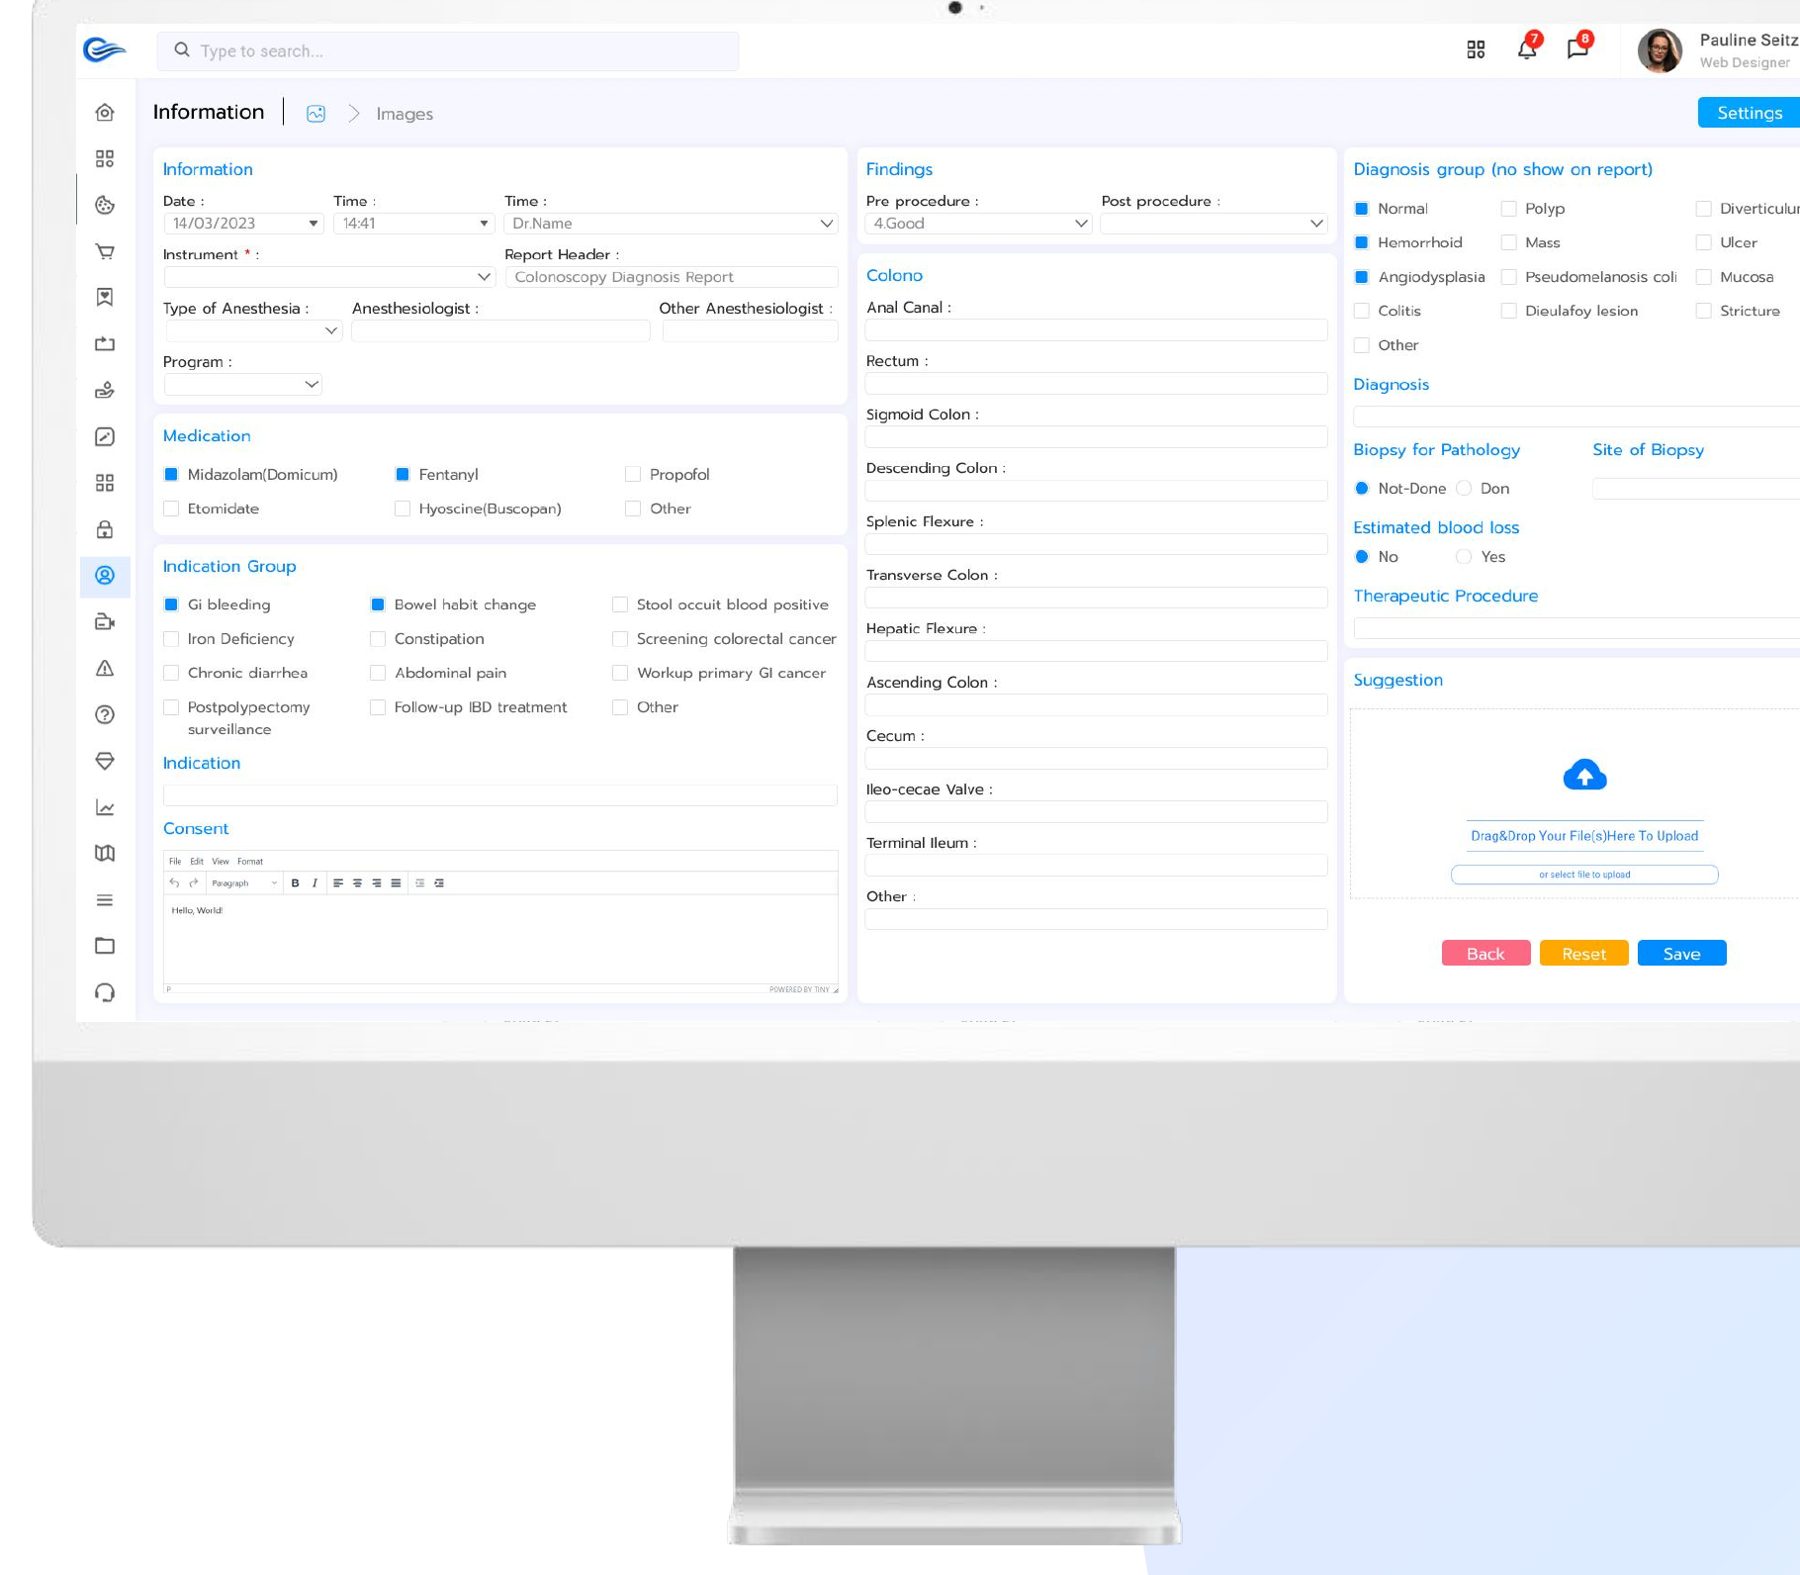 Type to search...
7
8
Pauline Seitz
Web Designer
Information
Images
Settings
Information
Date :
Time :
Time :
14/03/2023
14:41
Dr.Name
Instrument * :
Report Header :
Colonoscopy Diagnosis Report
Type of Anesthesia :
Anesthesiologist :
Other Anesthesiologist :
Program :
Medication
Midazolam(Domicum)
Fentanyl
Propofol
Etomidate
Hyoscine(Buscopan)
Other
Indication Group
Gi bleeding
Bowel habit change
Stool occuit blood positive
Iron Deficiency
Constipation
Screening colorectal cancer
Chronic diarrhea
Abdominal pain
Workup primary GI cancer
Postpolypectomy
surveillance
Follow-up IBD treatment
Other
Indication
Consent
File Edit View Format
Paragraph
B I
Hello, World!
P
POWERED BY TINY
Findings
Pre procedure :
Post procedure :
4.Good
Colono
Anal Canal :
Rectum :
Sigmoid Colon :
Descending Colon :
Splenic Flexure :
Transverse Colon :
Hepatic Flexure :
Ascending Colon :
Cecum :
Ileo-cecae Valve :
Terminal Ileum :
Other :
Diagnosis group (no show on report)
Normal
Polyp
Hemorrhoid
Mass
Ulcer
Angiodysplasia
Pseudomelanosis coli
Mucosa
Colitis
Dieulafoy lesion
Stricture
Other
Diagnosis
Biopsy for Pathology
Site of Biopsy
Not-Done
Don
Estimated blood loss
No
Yes
Therapeutic Procedure
Suggestion
Drag&Drop Your File(s)Here To Upload
or select file to upload
Back
Reset
Save